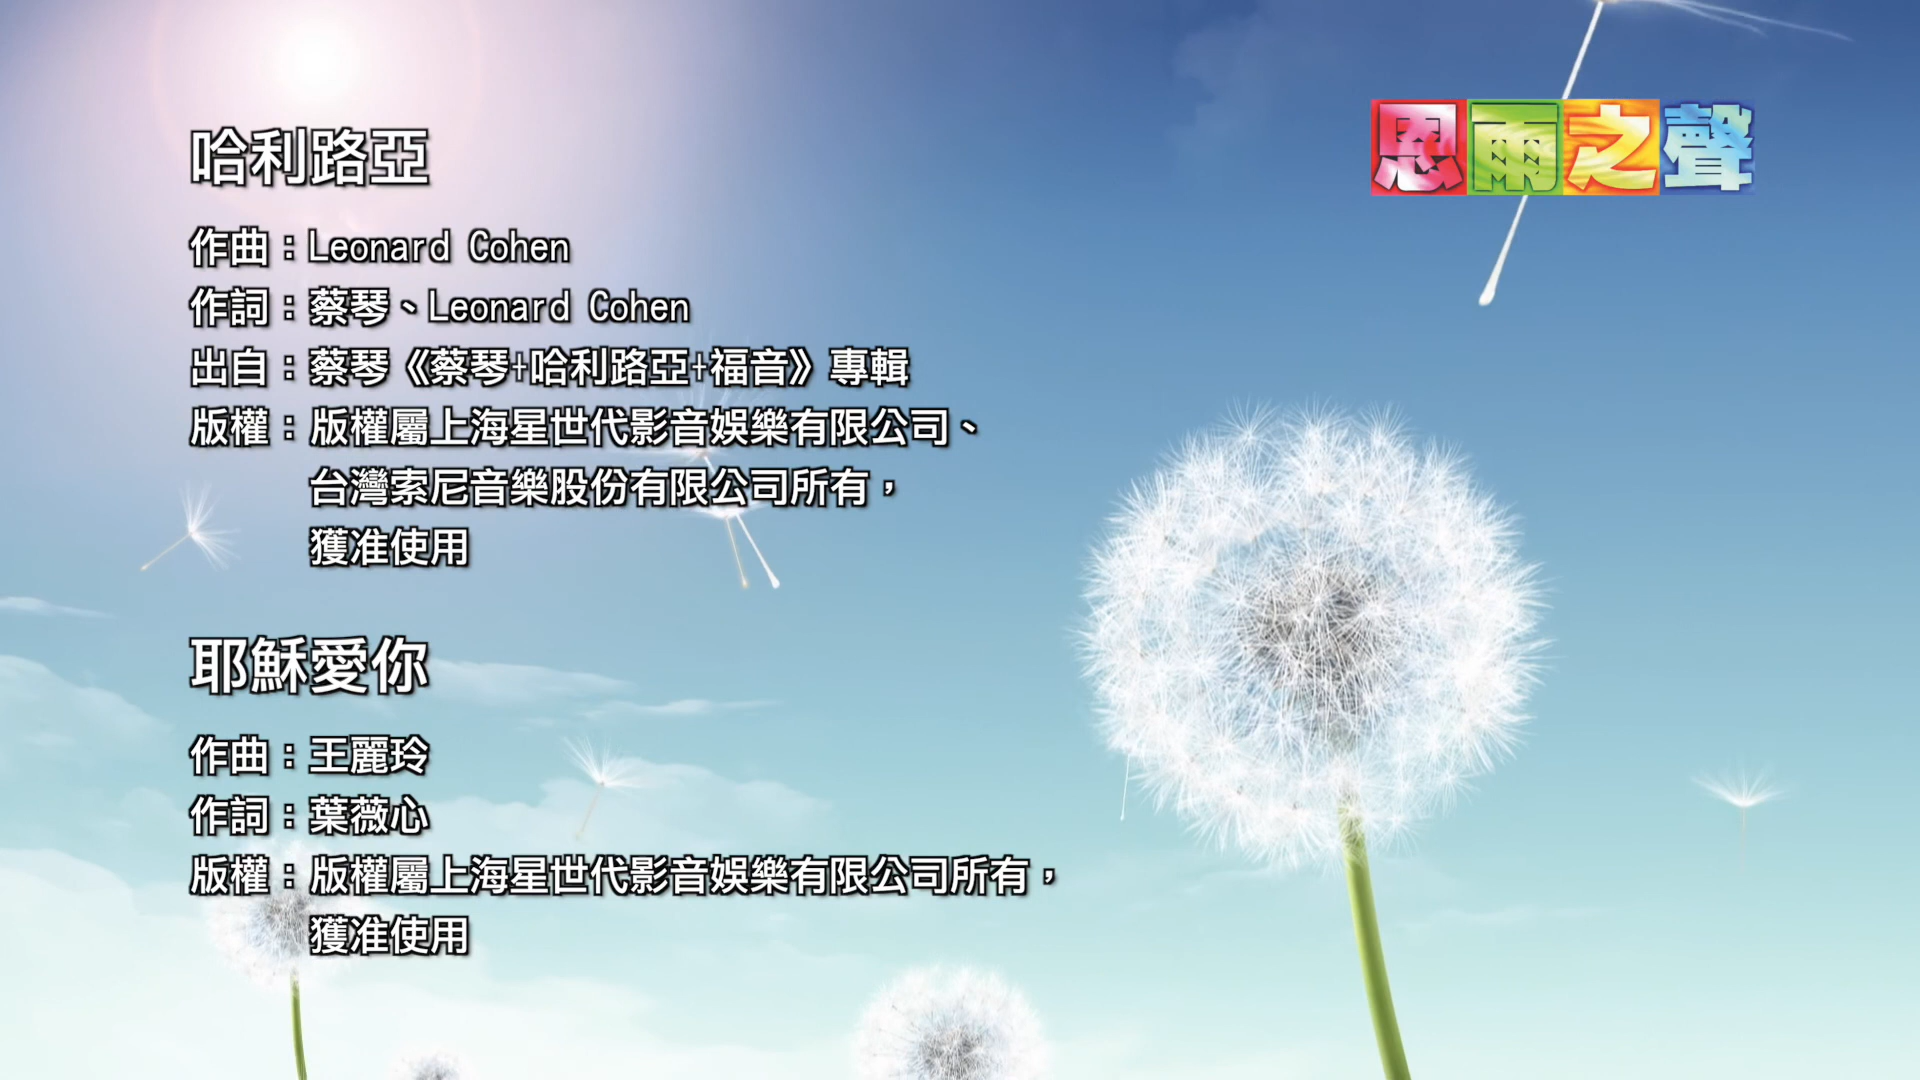 恩雨之聲
哈利路亞
作曲：Leonard Cohen
作詞：蔡琴、Leonard Cohen
出自：蔡琴《蔡琴+哈利路亞+福音》專輯
版權：版權屬上海星世代影音娛樂有限公司、
台灣索尼音樂股份有限公司所有，
獲准使用
耶穌愛你
作曲：王麗玲
作詞：葉薇心
版權：版權屬上海星世代影音娛樂有限公司所有，
獲准使用